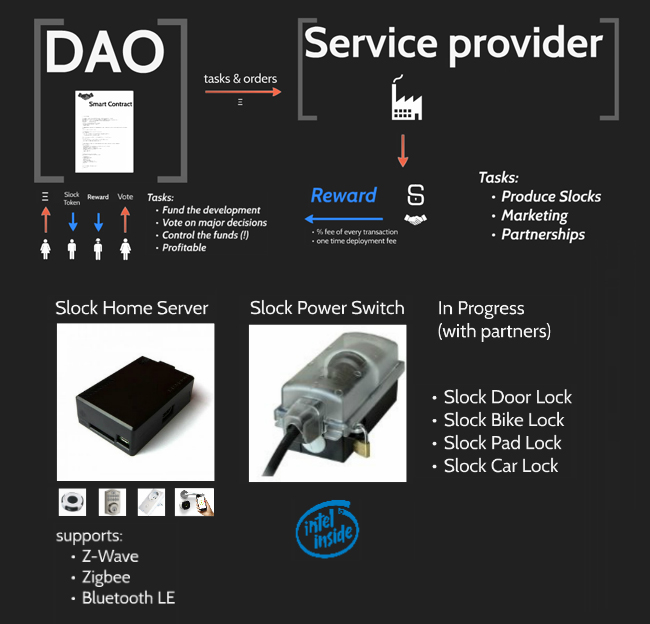 DAO
Smart Contract
tasks & orders
Ξ
Service provider
Ξ
Slock
Token
Reward
Vote
Tasks:
• Fund the development
• Vote on major decisions
• Control the funds (!)
• Profitable
Reward
• % fee of every transaction
• one time deployment fee
Tasks:
• Produce Slocks
• Marketing
• Partnerships
Slock Home Server
Slock Power Switch
In Progress
(with partners)
• Slock Door Lock
• Slock Bike Lock
• Slock Pad Lock
• Slock Car Lock
supports:
• Z-Wave
• Zigbee
• Bluetooth LE
intel
inside